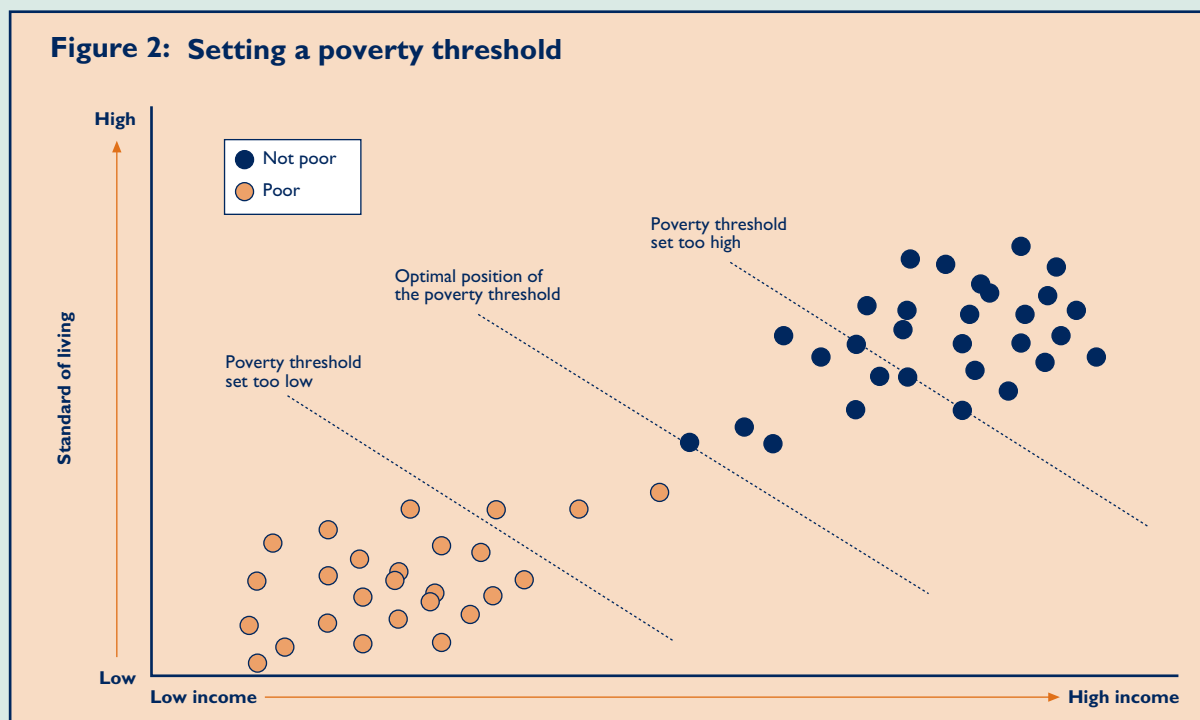 Figure 2: Setting a poverty threshold
High
Not poor
Poor
Poverty threshold
set too high
Optimal position of
the poverty threshold
Poverty threshold
set too low
Standard of living
Low
Low income
High income